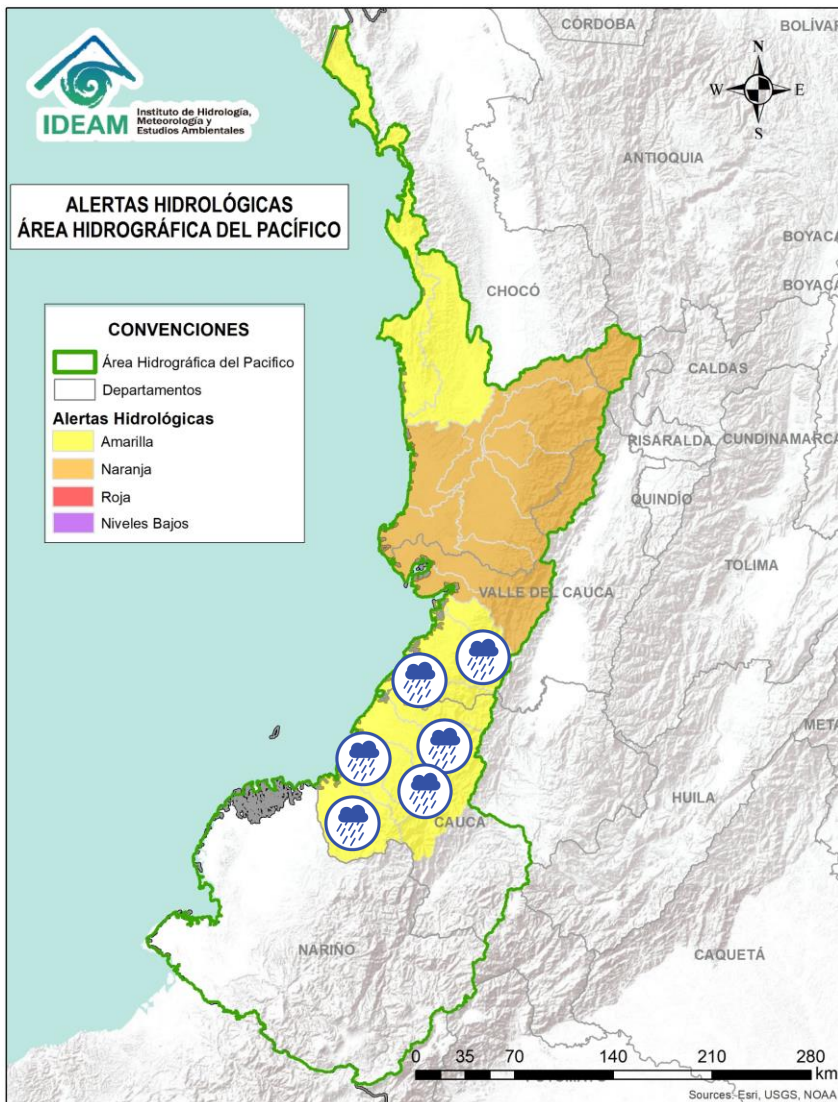 CÓRDOBA
BOLÍVAR
IDEAM
Instituto de Hidrología,
Meteorología y
Estudios Ambientales
N
W
E
S
ANTIOQUIA
ALERTAS HIDROLÓGICAS
ÁREA HIDROGRÁFICA DEL PACÍFICO
BOYACÁ
CHOCÓ
BOYACÁ
CONVENCIONES
Área Hidrográfica del Pacifico
Departamentos
Alertas Hidrológicas
Amarilla
Naranja
Roja
Niveles Bajos
CALDAS
RISARALDA
CUNDINAMARCA
QUINDÍO
TOLIMA
VALLE DEL CAUCA
META
HUILA
CAUCA
NARIÑO
CAQUETÁ
0 35 70 140 210 280
km
Sources: Esri, USGS, NOAA